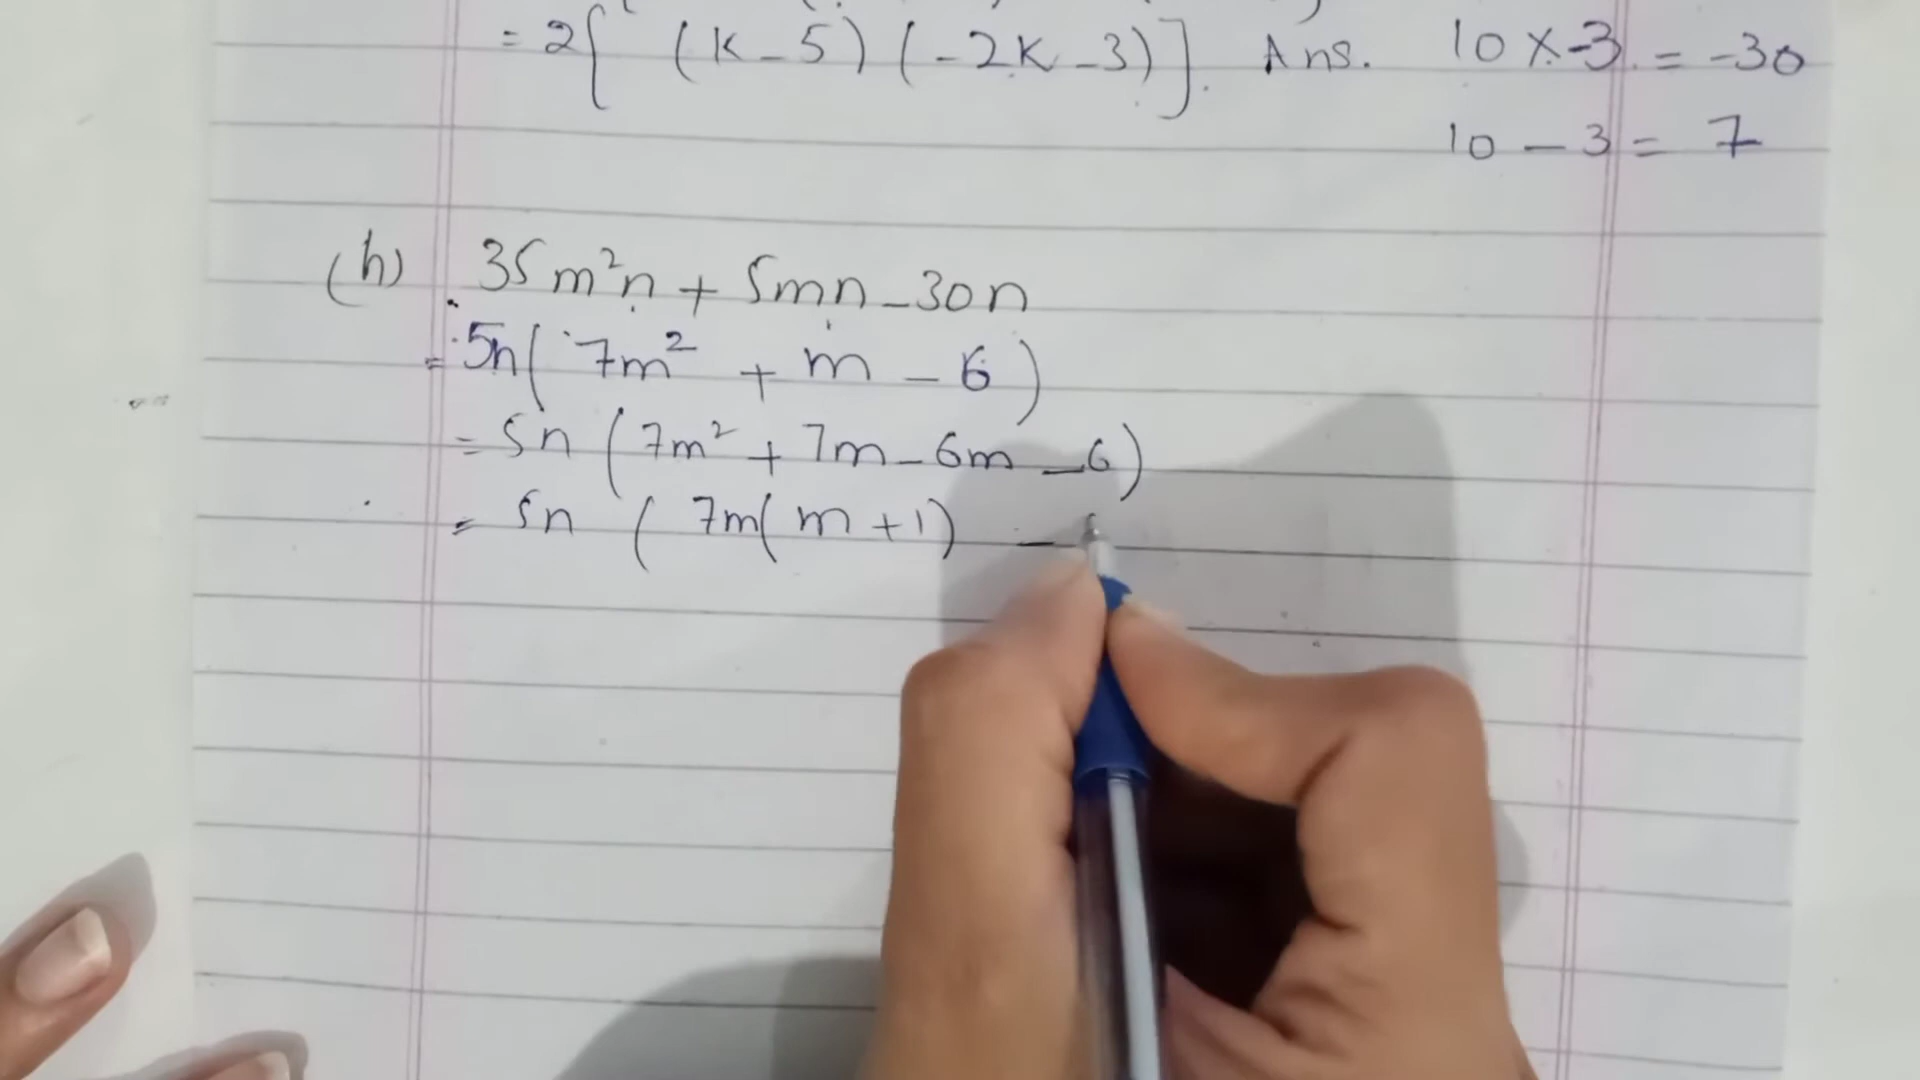 = 2[ (K-5) (-2K-3)] Ans. 10 x -3 = -30
10 - 3 = 7
(h) 35m²n + 5mn - 30n
= 5n( 7m² + m - 6 )
= 5n (7m² + 7m - 6m - 6)
= 5n ( 7m( m + 1) -